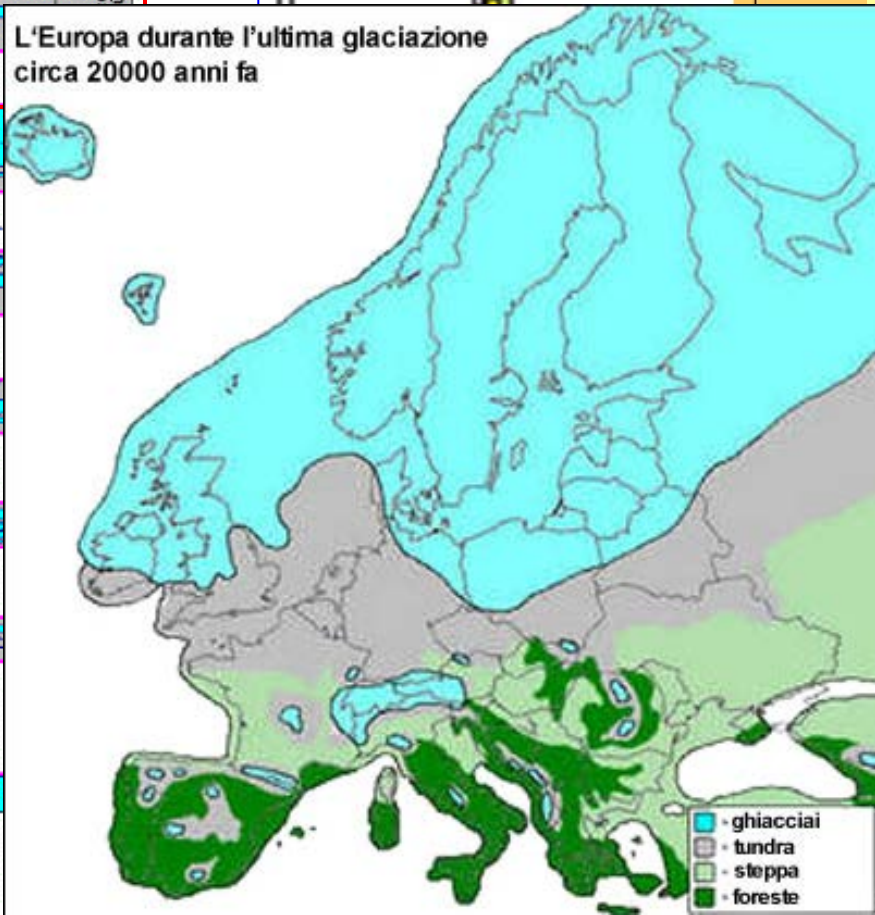 L'Europa durante l'ultima glaciazione
circa 20000 anni fa
- ghiacciai
- tundra
- steppa
- foreste